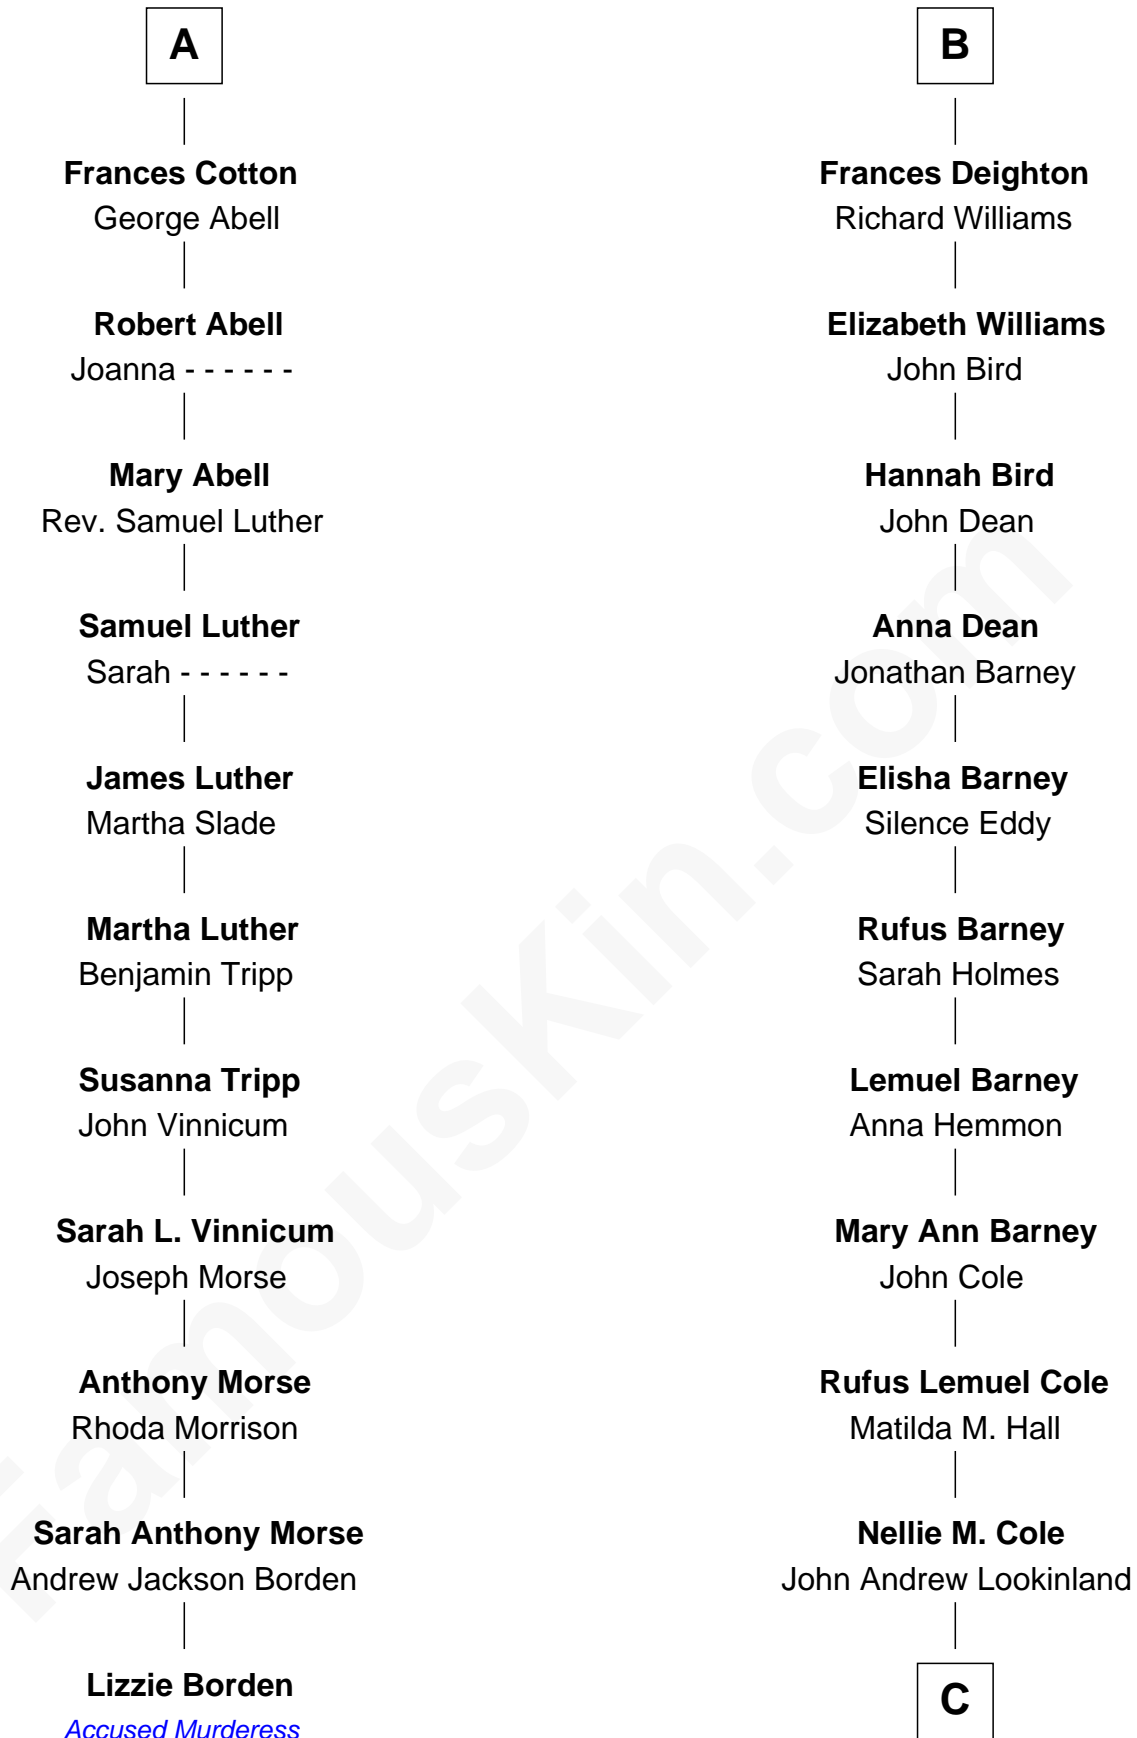 A
Frances Cotton
George Abell
Robert Abell
Joanna - - - - - -
Mary Abell
Rev. Samuel Luther
Samuel Luther
Sarah - - - - - -
James Luther
Martha Slade
Martha Luther
Benjamin Tripp
Susanna Tripp
John Vinnicum
Sarah L. Vinnicum
Joseph Morse
Anthony Morse
Rhoda Morrison
Sarah Anthony Morse
Andrew Jackson Borden
Lizzie Borden
Accused Murderess
B
Frances Deighton
Richard Williams
Elizabeth Williams
John Bird
Hannah Bird
John Dean
Anna Dean
Jonathan Barney
Elisha Barney
Silence Eddy
Rufus Barney
Sarah Holmes
Lemuel Barney
Anna Hemmon
Mary Ann Barney
John Cole
Rufus Lemuel Cole
Matilda M. Hall
Nellie M. Cole
John Andrew Lookinland
C
FamousKin.com